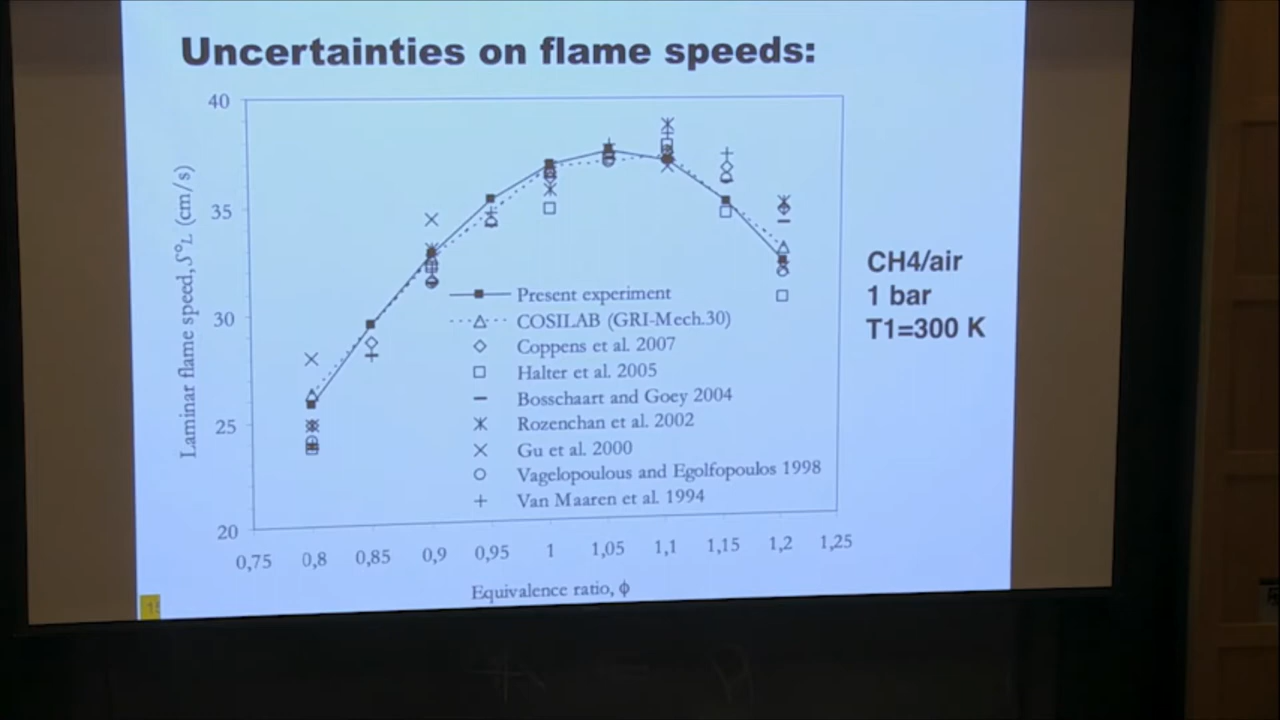 Uncertainties on flame speeds:
40
35
30
25
20
Laminar flame speed, S°L (cm/s)
Present experiment
COSILAB (GRI-Mech.30)
Coppens et al. 2007
Halter et al. 2005
Bosschaart and Goey 2004
Rozenchan et al. 2002
Gu et al. 2000
Vagelopoulous and Egolfopoulos 1998
Van Maaren et al. 1994
0,75 0,8 0,85 0,9 0,95 1 1,05 1,1 1,15 1,2 1,25
Equivalence ratio, ϕ
CH4/air
1 bar
T1=300 K